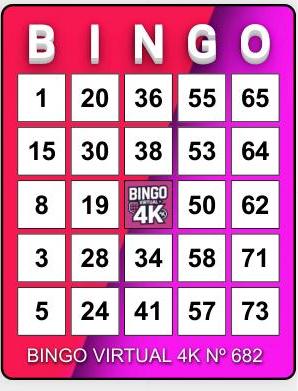 BINGO
1 20 36 55 65
15 30 38 53 64
8 19 BINGO VIRTUAL 4K 50 62
3 28 34 58 71
5 24 41 57 73
BINGO VIRTUAL 4K Nº 682